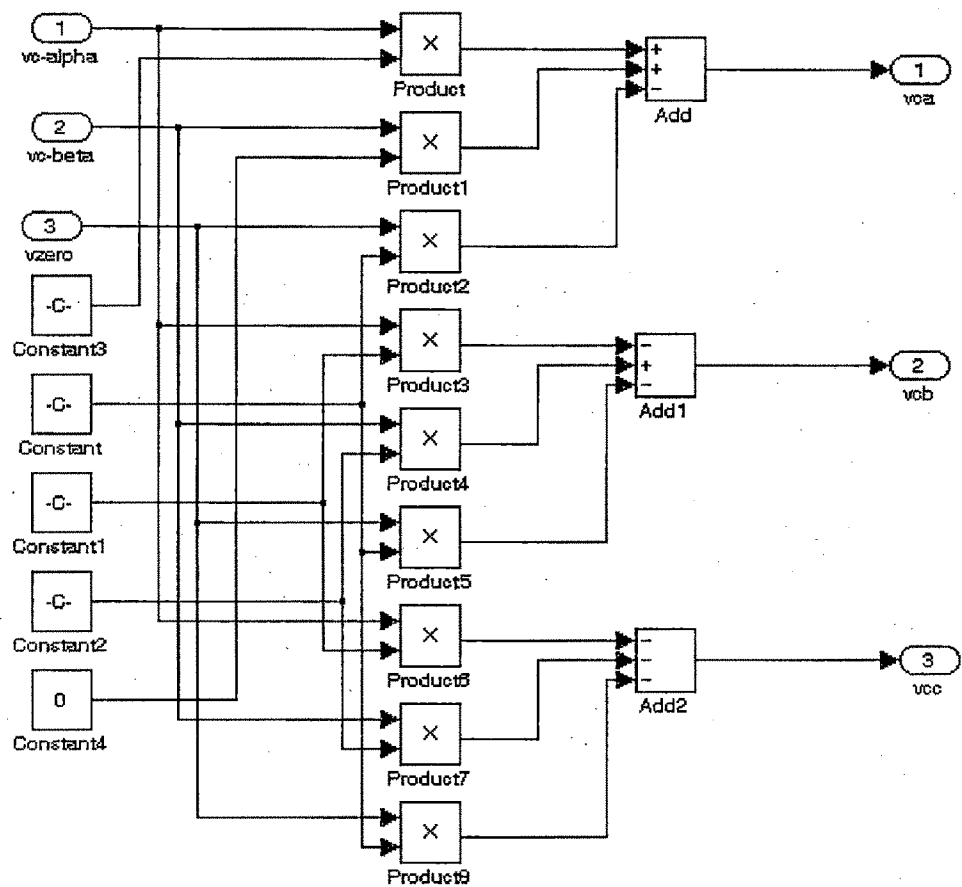 1
vc-alpha
×
Product
+
+
−
Add
1
vca
2
vc-beta
×
Product1
3
vzero
×
Product2
-C-
Constant3
×
Product3
−
+
−
Add1
2
vcb
-C-
Constant
×
Product4
-C-
Constant1
×
Product5
-C-
Constant2
×
Product6
−
−
−
Add2
3
vcc
0
Constant4
×
Product7
×
Product9